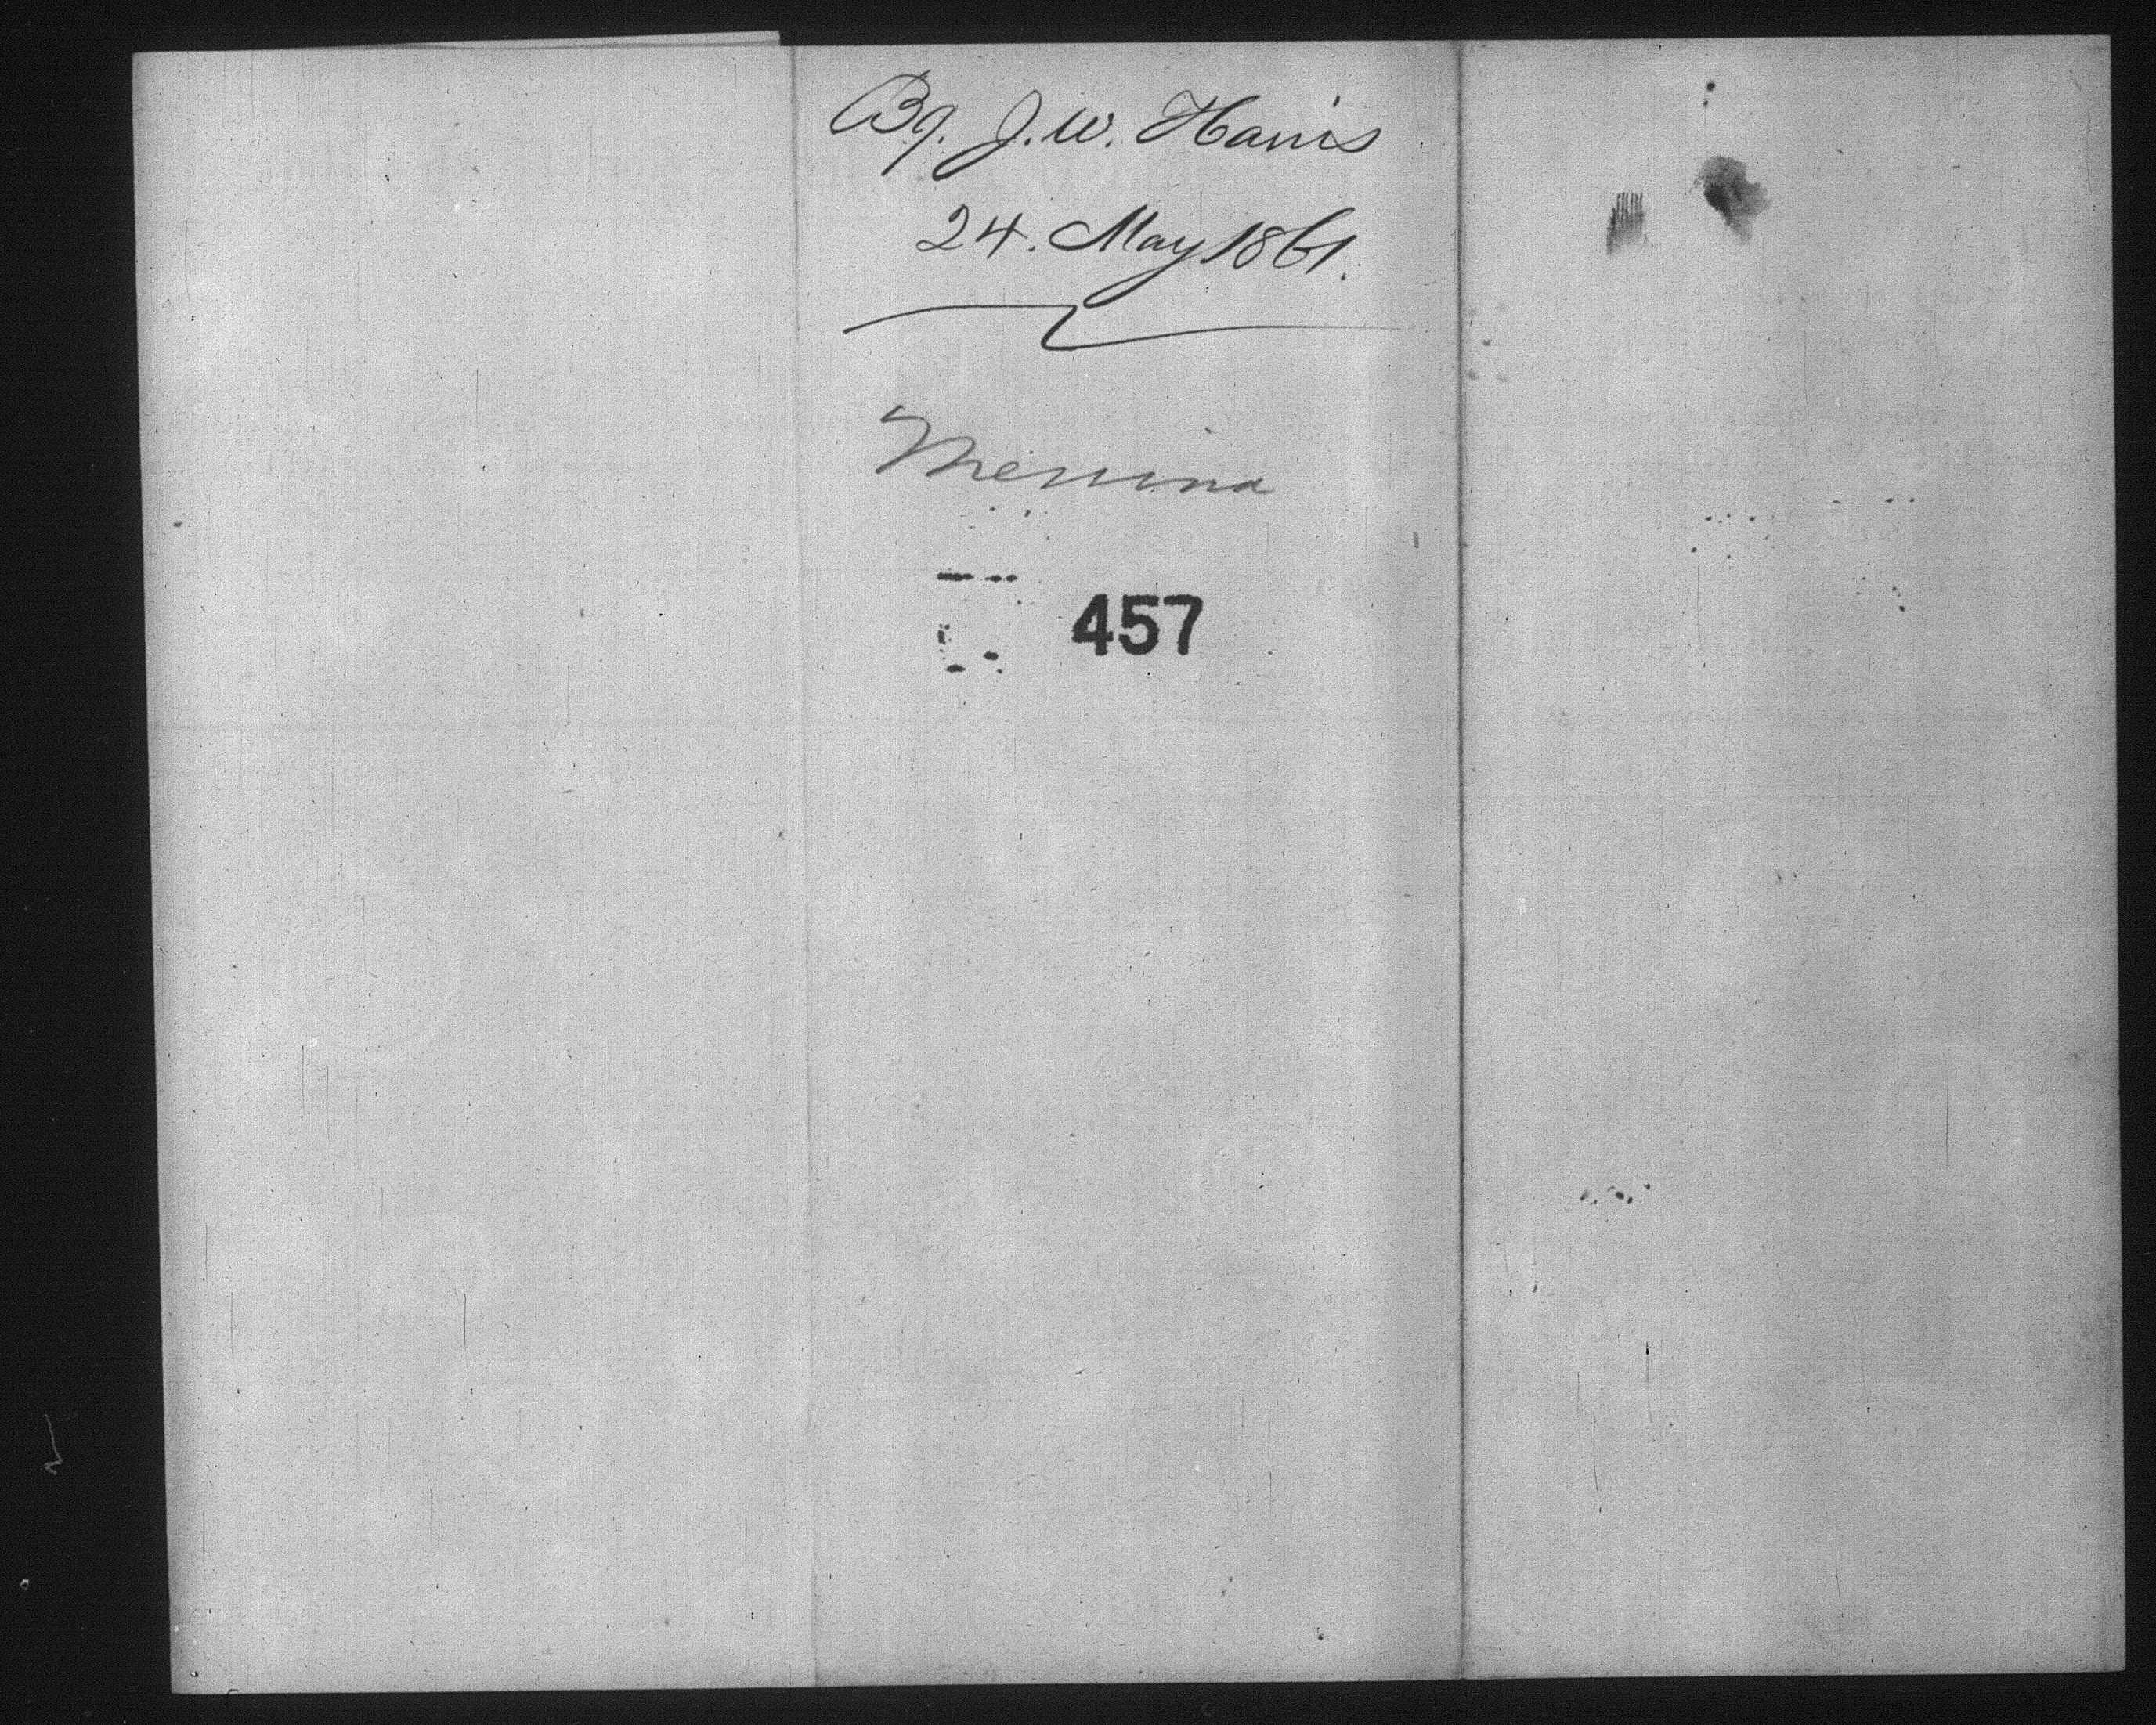 Bq. J. W. Harris
24. May 1861.
Messina
457